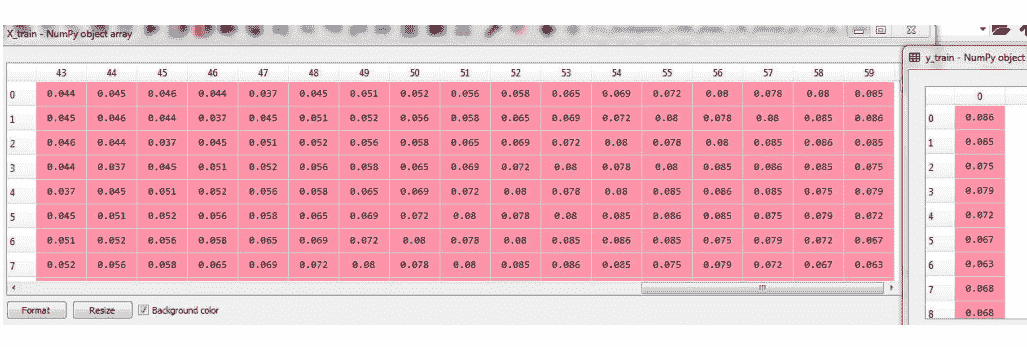 X_train - NumPy object array
43 44 45 46 47 48 49 50 51 52 53 54 55 56 57 58 59
0 0.044 0.045 0.046 0.044 0.037 0.045 0.051 0.052 0.056 0.058 0.065 0.069 0.072 0.08 0.078 0.08 0.085
1 0.045 0.046 0.044 0.037 0.045 0.051 0.052 0.056 0.058 0.065 0.069 0.072 0.08 0.078 0.08 0.085 0.086
2 0.046 0.044 0.037 0.045 0.051 0.052 0.056 0.058 0.065 0.069 0.072 0.08 0.078 0.08 0.085 0.086 0.085
3 0.044 0.037 0.045 0.051 0.052 0.056 0.058 0.065 0.069 0.072 0.08 0.078 0.08 0.085 0.086 0.085 0.075
4 0.037 0.045 0.051 0.052 0.056 0.058 0.065 0.069 0.072 0.08 0.078 0.08 0.085 0.086 0.085 0.075 0.079
5 0.045 0.051 0.052 0.056 0.058 0.065 0.069 0.072 0.08 0.078 0.08 0.085 0.086 0.085 0.075 0.079 0.072
6 0.051 0.052 0.056 0.058 0.065 0.069 0.072 0.08 0.078 0.08 0.085 0.086 0.085 0.075 0.079 0.072 0.067
7 0.052 0.056 0.058 0.065 0.069 0.072 0.08 0.078 0.08 0.085 0.086 0.085 0.075 0.079 0.072 0.067 0.063
Format Resize Background color
y_train - NumPy object
0
0 0.086
1 0.085
2 0.075
3 0.079
4 0.072
5 0.067
6 0.063
7 0.068
8 0.068